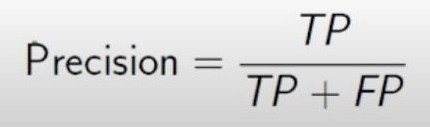 Precision = TP / TP + FP